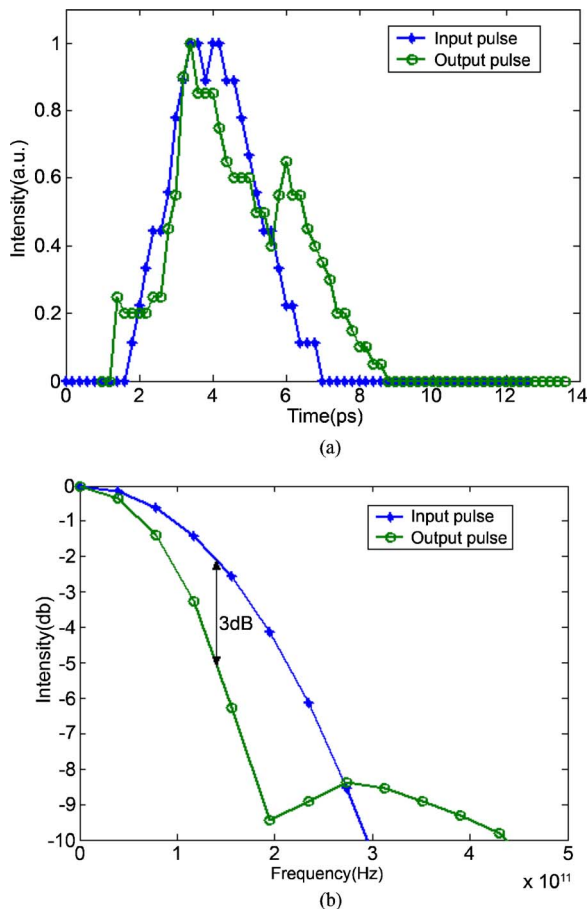 1
0.8
0.6
0.4
0.2
0
Intensity(a.u.)
Input pulse
Output pulse
0 2 4 6 8 10 12 14
Time(ps)
(a)
0
-1
-2
-3
-4
-5
-6
-7
-8
-9
-10
Intensity(db)
Input pulse
Output pulse
3dB
0 1 2 3 4 5
Frequency(Hz)
x 10¹¹
(b)